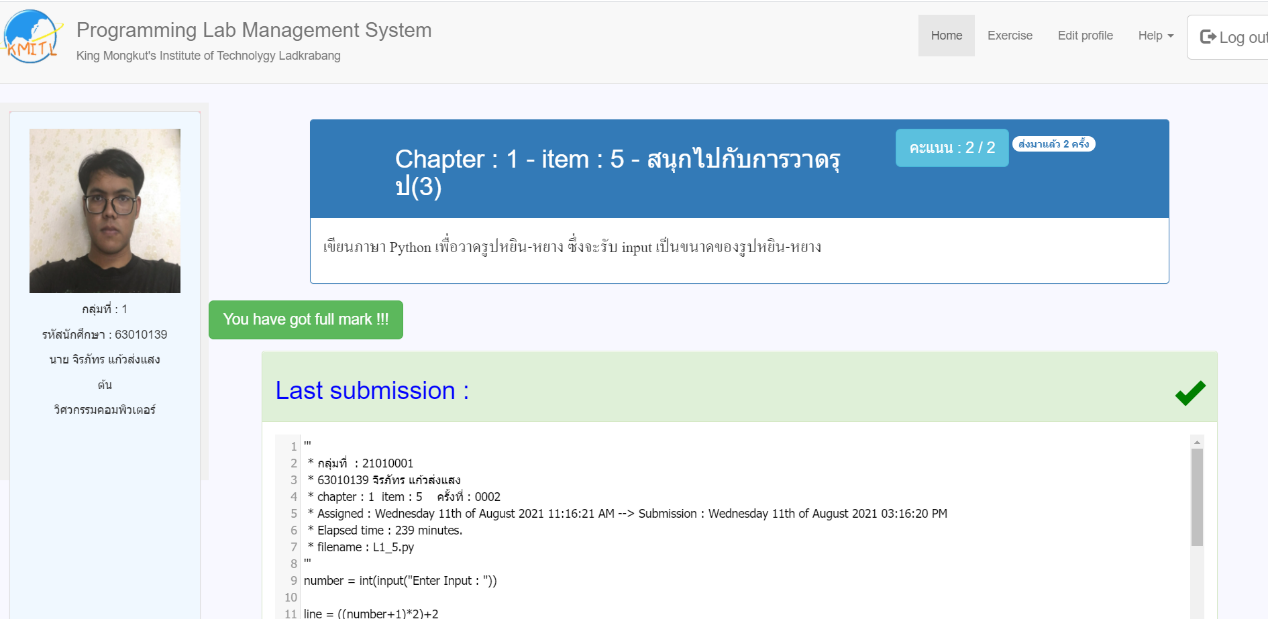 KMITL
Programming Lab Management System
King Mongkut's Institute of Technolygy Ladkrabang
Home Exercise Edit profile Help Log out
กลุ่มที่ : 1
รหัสนักศึกษา : 63010139
นาย จิรภัทร แก้วส่งแสง
ต้น
วิศวกรรมคอมพิวเตอร์
Chapter : 1 - item : 5 - สนุกไปกับการวาดรุ
ป(3)
คะแนน : 2 / 2
ส่งมาแล้ว 2 ครั้ง
เขียนภาษา Python เพื่อวาดรูปหยิน-หยาง ซึ่งจะรับ input เป็นขนาดของรูปหยิน-หยาง
You have got full mark !!!
Last submission :
1 '''
2 * กลุ่มที่ : 21010001
3 * 63010139 จิรภัทร แก้วส่งแสง
4 * chapter : 1 item : 5 ครั้งที่ : 0002
5 * Assigned : Wednesday 11th of August 2021 11:16:21 AM --> Submission : Wednesday 11th of August 2021 03:16:20 PM
6 * Elapsed time : 239 minutes.
7 * filename : L1_5.py
8 '''
9 number = int(input("Enter Input : "))
10
11 line = ((number+1)*2)+2